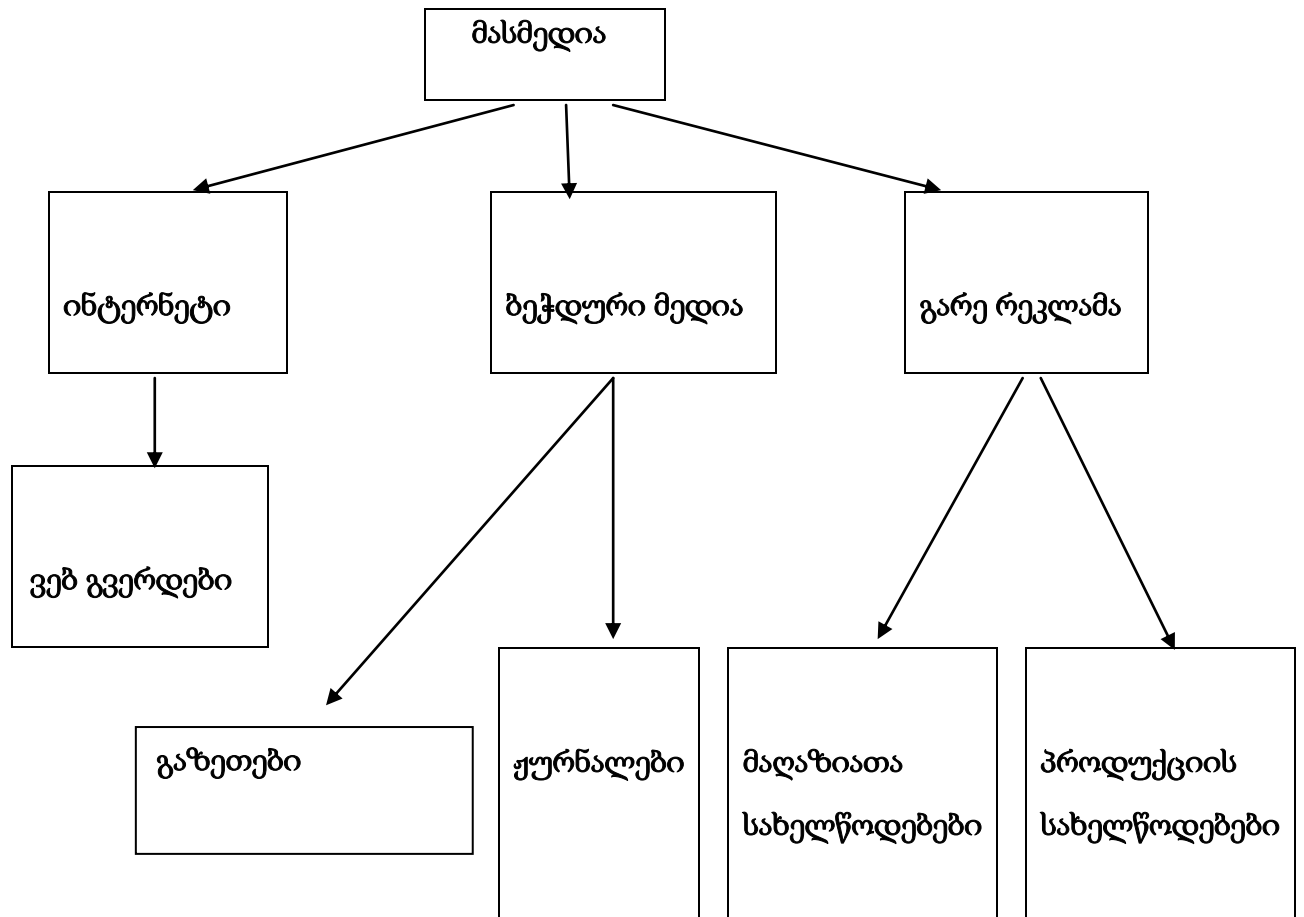 მასმედია
ინტერნეტი
ბეჭდური მედია
გარე რეკლამა
ვებ გვერდები
გაზეთები
ჟურნალები
მაღაზიათა
სახელწოდებები
პროდუქციის
სახელწოდებები